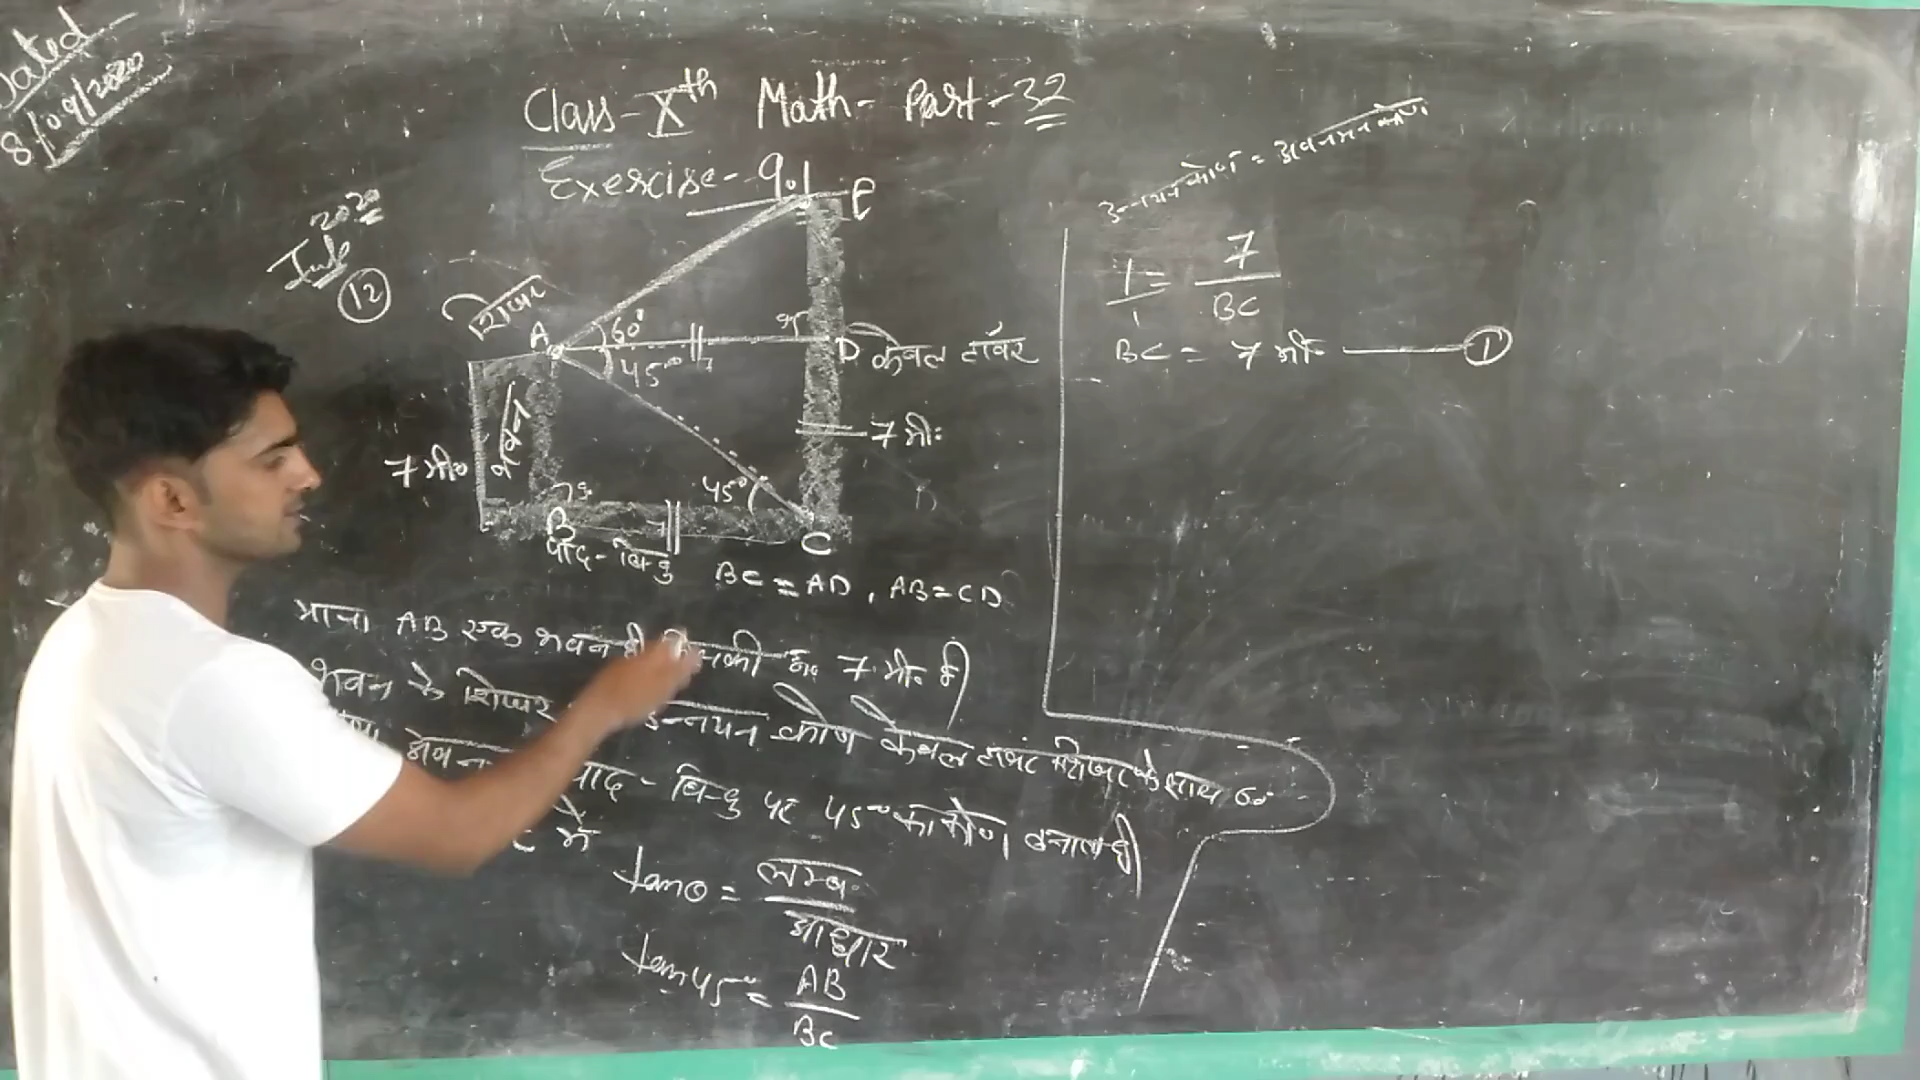 Dated
8/09/2020
Class-Xth Math- Part-32
Exercise-9.1
2020
12
शिखर
A
E
60°
45°
D केबल टॉवर
7 मी०
भवन
7 मी०
45°
B
C
पाद-बिन्दु
BC = AD, AB = CD
माना AB एक भवन है जिसकी ऊँ० 7 मी० है।
भवन के शिखर उन्नयन कोण केबल टावर के साथ 60°
पाद-बिन्दु पर 45° का कोण बनाता है।
में
tanθ = लम्ब / आधार
tan45° = AB / BC
उन्नयन कोण = अवनमन कोण
1/1 = 7 / BC
BC = 7 मी० ——— 1